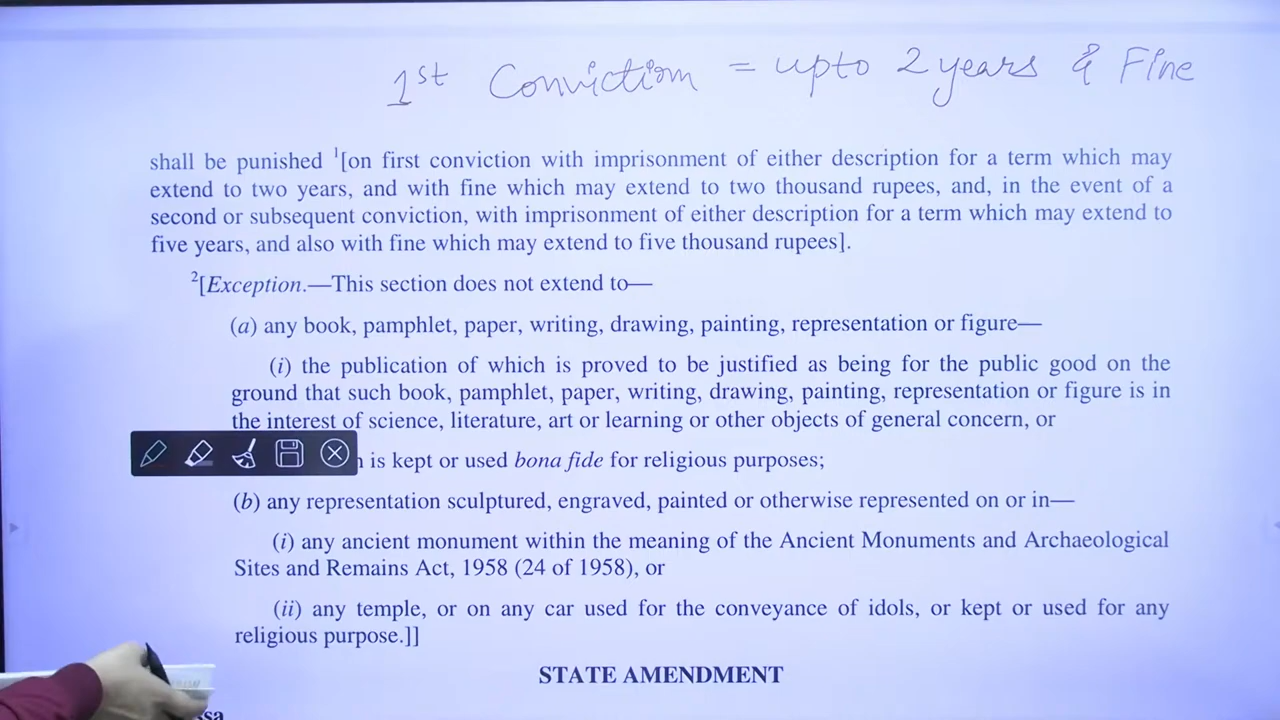 1st Conviction = upto 2 years & Fine
shall be punished 1[on first conviction with imprisonment of either description for a term which may
extend to two years, and with fine which may extend to two thousand rupees, and, in the event of a
second or subsequent conviction, with imprisonment of either description for a term which may extend to
five years, and also with fine which may extend to five thousand rupees].
2[Exception.—This section does not extend to—
(a) any book, pamphlet, paper, writing, drawing, painting, representation or figure—
(i) the publication of which is proved to be justified as being for the public good on the
ground that such book, pamphlet, paper, writing, drawing, painting, representation or figure is in
the interest of science, literature, art or learning or other objects of general concern, or
is kept or used bona fide for religious purposes;
(b) any representation sculptured, engraved, painted or otherwise represented on or in—
(i) any ancient monument within the meaning of the Ancient Monuments and Archaeological
Sites and Remains Act, 1958 (24 of 1958), or
(ii) any temple, or on any car used for the conveyance of idols, or kept or used for any
religious purpose.]]
STATE AMENDMENT